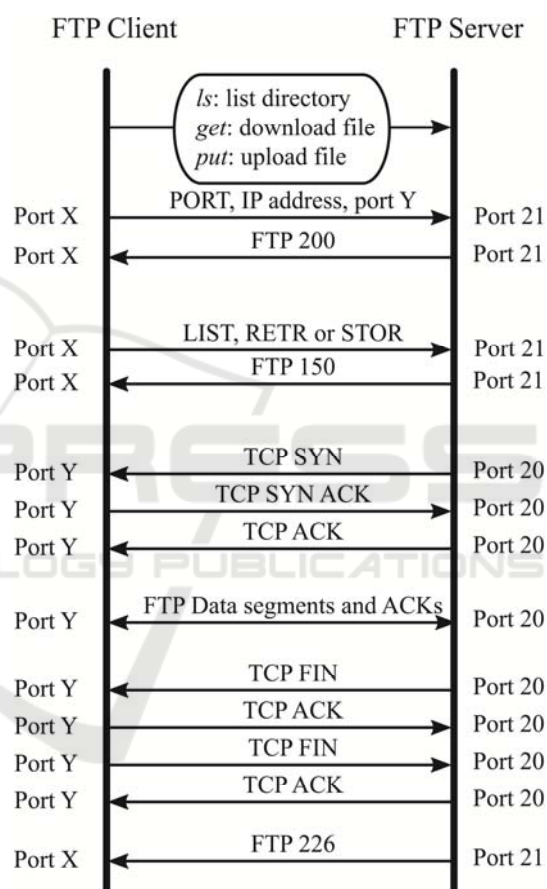 FTP Client FTP Server
ls: list directory
get: download file
put: upload file
Port X PORT, IP address, port Y Port 21
Port X FTP 200 Port 21
Port X LIST, RETR or STOR Port 21
Port X FTP 150 Port 21
Port Y TCP SYN Port 20
Port Y TCP SYN ACK Port 20
Port Y TCP ACK Port 20
LOGY PUBLICATIONS
Port Y FTP Data segments and ACKs Port 20
Port Y TCP FIN Port 20
Port Y TCP ACK Port 20
Port Y TCP FIN Port 20
Port Y TCP ACK Port 20
Port X FTP 226 Port 21